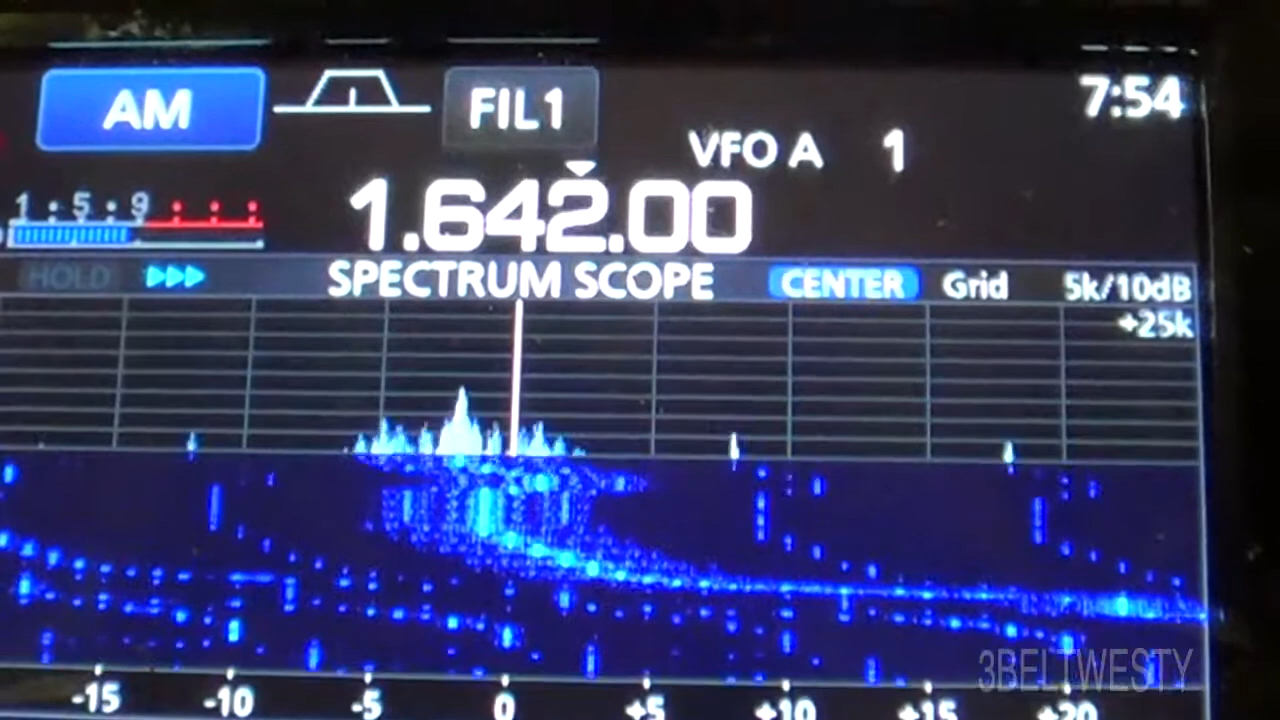 AM FIL1 7:54
VFO A 1
1 : 5 : 9 1.642.00
HOLD SPECTRUM SCOPE CENTER Grid 5k/10dB
+25k
3BELTWESTY
-15 -10 -5 0 +5 +10 +15 +20